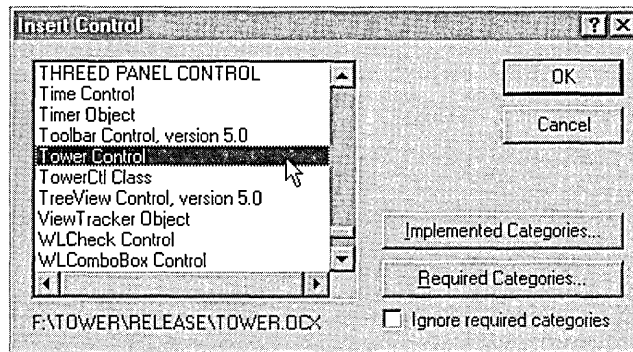 Insert Control
THREED PANEL CONTROL
Time Control
Timer Object
Toolbar Control, version 5.0
Tower Control
TowerCtl Class
TreeView Control, version 5.0
ViewTracker Object
WLCheck Control
WLComboBox Control
F:\TOWER\RELEASE\TOWER.OCX
OK
Cancel
Implemented Categories...
Required Categories...
Ignore required categories